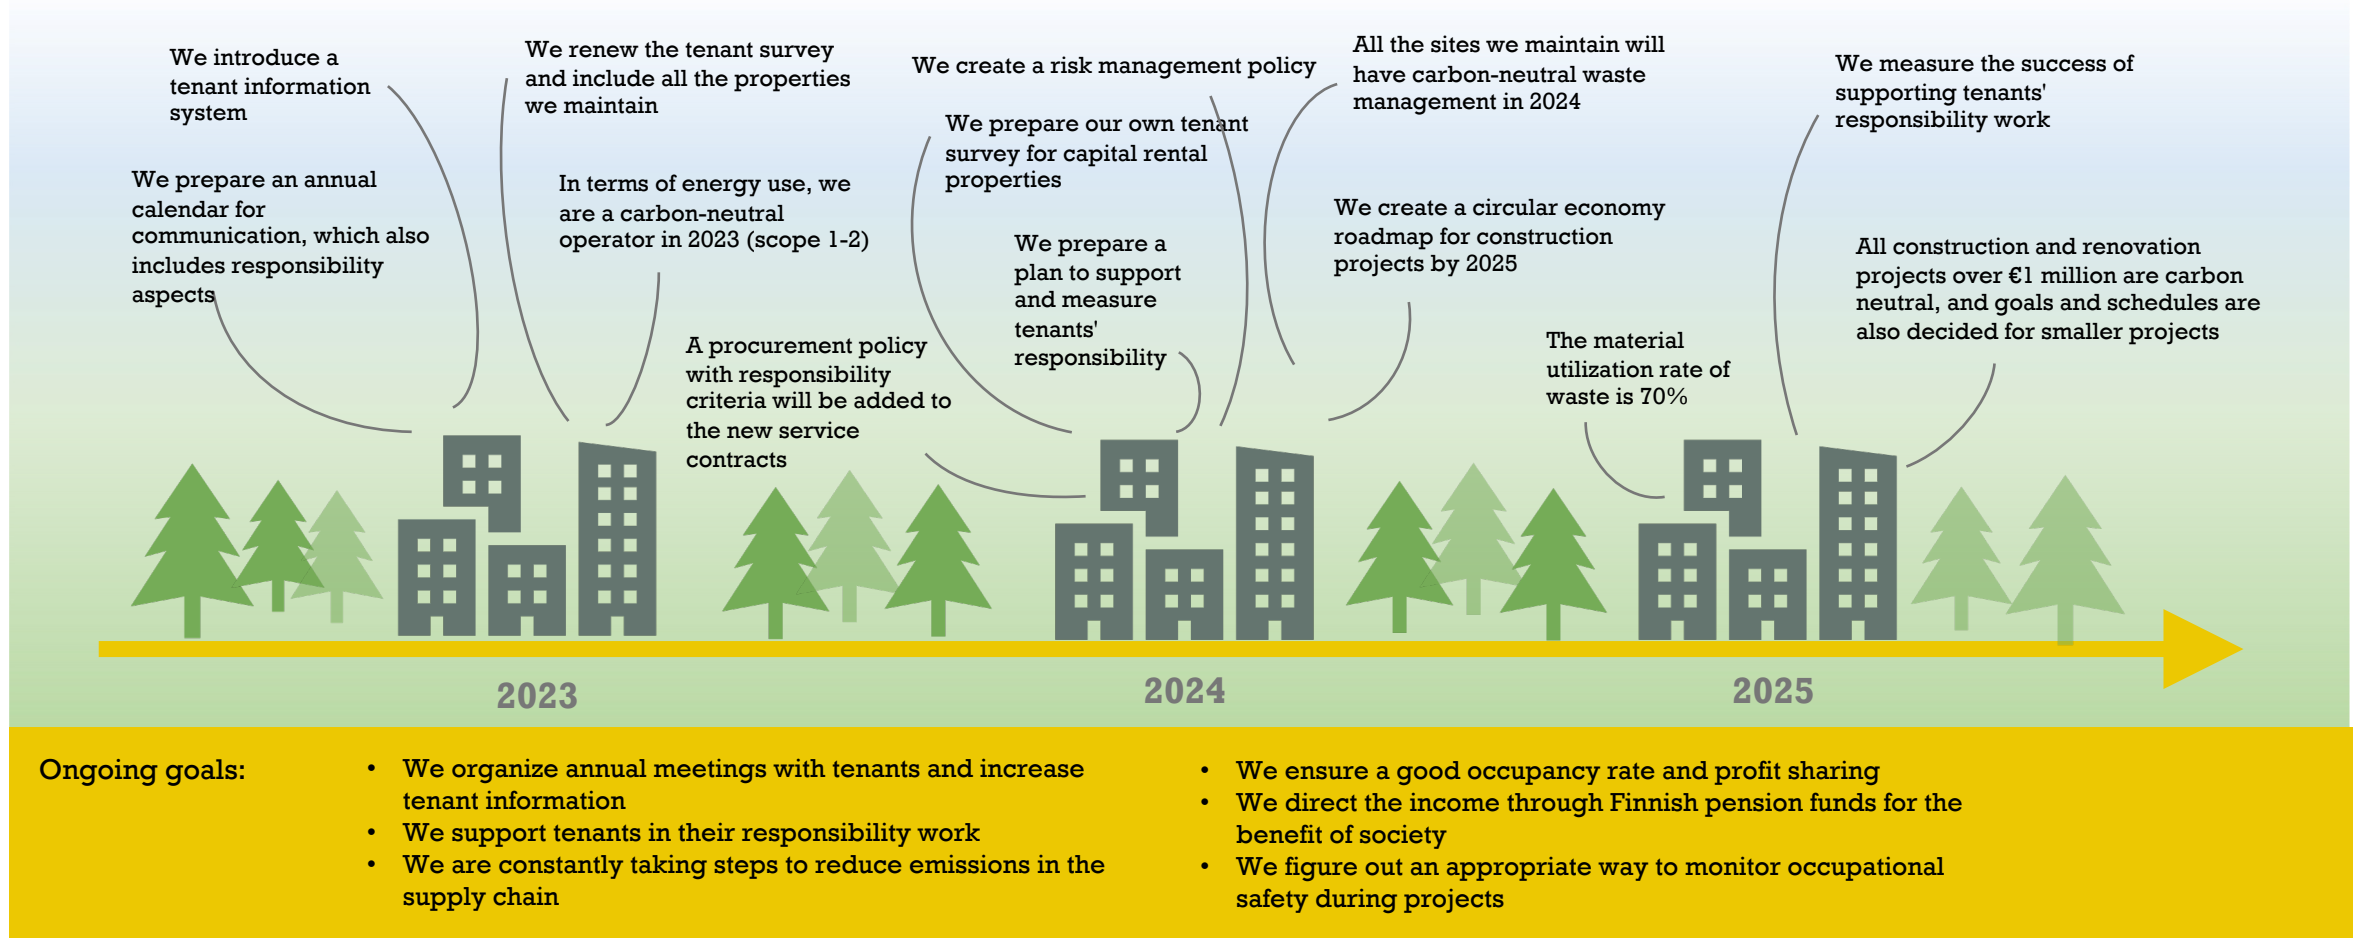 We introduce a
tenant information
system
We prepare an annual
calendar for
communication, which also
includes responsibility
aspects
We renew the tenant survey
and include all the properties
we maintain
In terms of energy use, we
are a carbon-neutral
operator in 2023 (scope 1-2)
A procurement policy
with responsibility
criteria will be added to
the new service
contracts
We create a risk management policy
We prepare our own tenant
survey for capital rental
properties
We prepare a
plan to support
and measure
tenants'
responsibility
All the sites we maintain will
have carbon-neutral waste
management in 2024
We create a circular economy
roadmap for construction
projects by 2025
The material
utilization rate of
waste is 70%
We measure the success of
supporting tenants'
responsibility work
All construction and renovation
projects over €1 million are carbon
neutral, and goals and schedules are
also decided for smaller projects
2023
2024
2025
Ongoing goals:
• We organize annual meetings with tenants and increase
tenant information
• We support tenants in their responsibility work
• We are constantly taking steps to reduce emissions in the
supply chain
• We ensure a good occupancy rate and profit sharing
• We direct the income through Finnish pension funds for the
benefit of society
• We figure out an appropriate way to monitor occupational
safety during projects